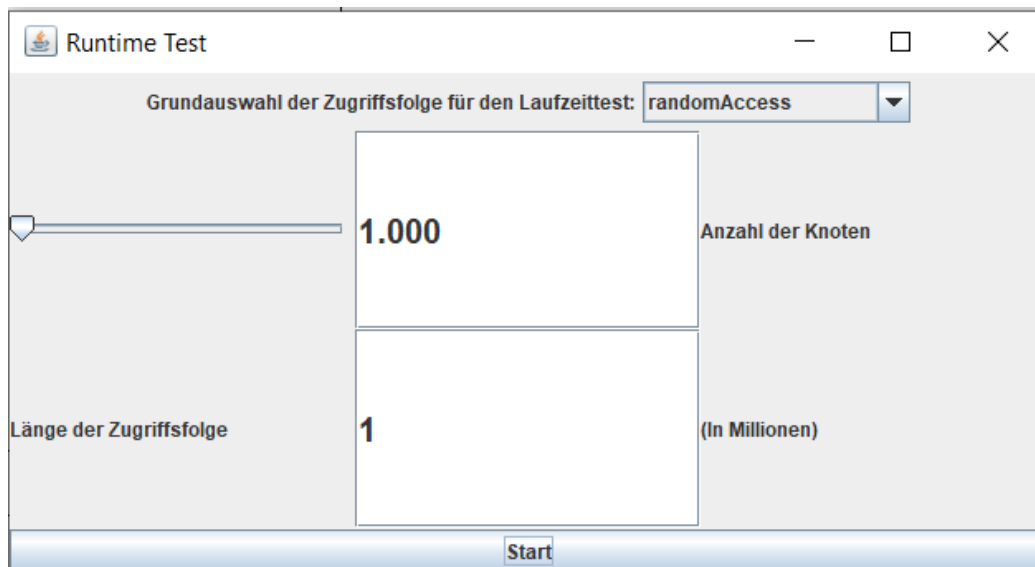 Runtime Test
Grundauswahl der Zugriffsfolge für den Laufzeittest: randomAccess
1.000 Anzahl der Knoten
Länge der Zugriffsfolge 1 (In Millionen)
Start